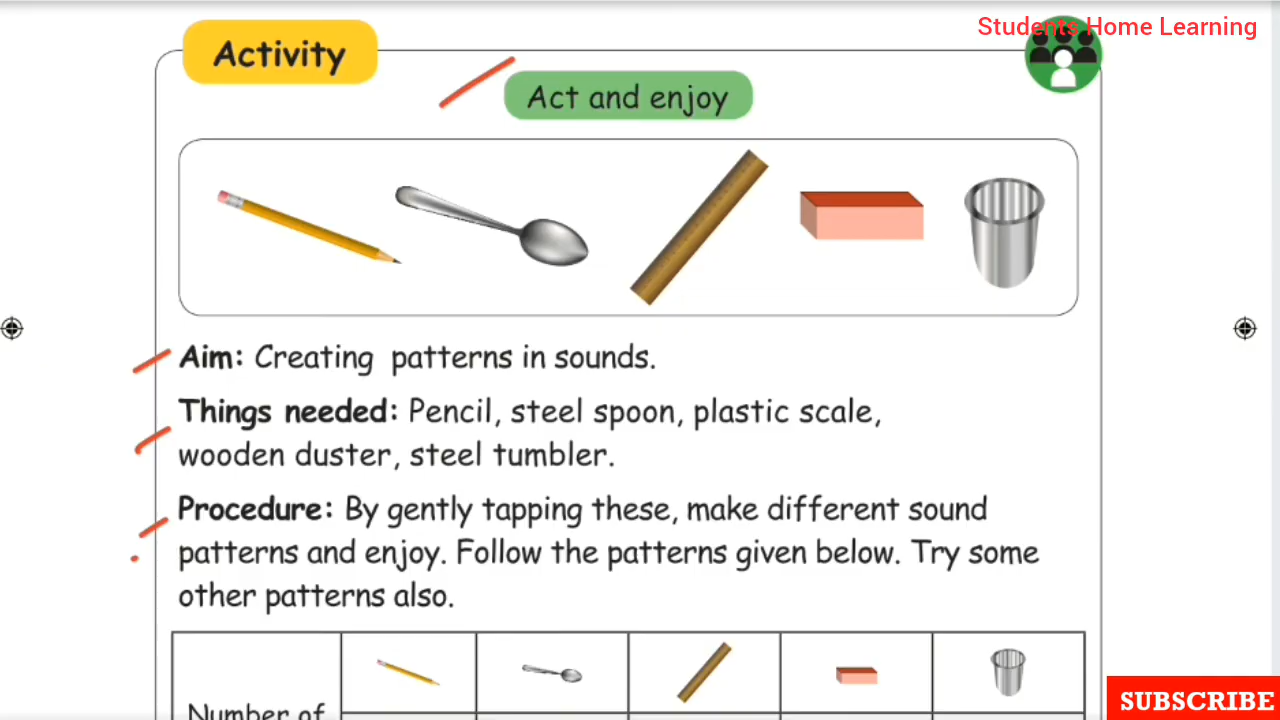 Students Home Learning
Activity
Act and enjoy
Aim: Creating patterns in sounds.
Things needed: Pencil, steel spoon, plastic scale,
wooden duster, steel tumbler.
Procedure: By gently tapping these, make different sound
patterns and enjoy. Follow the patterns given below. Try some
other patterns also.
Number of
SUBSCRIBE